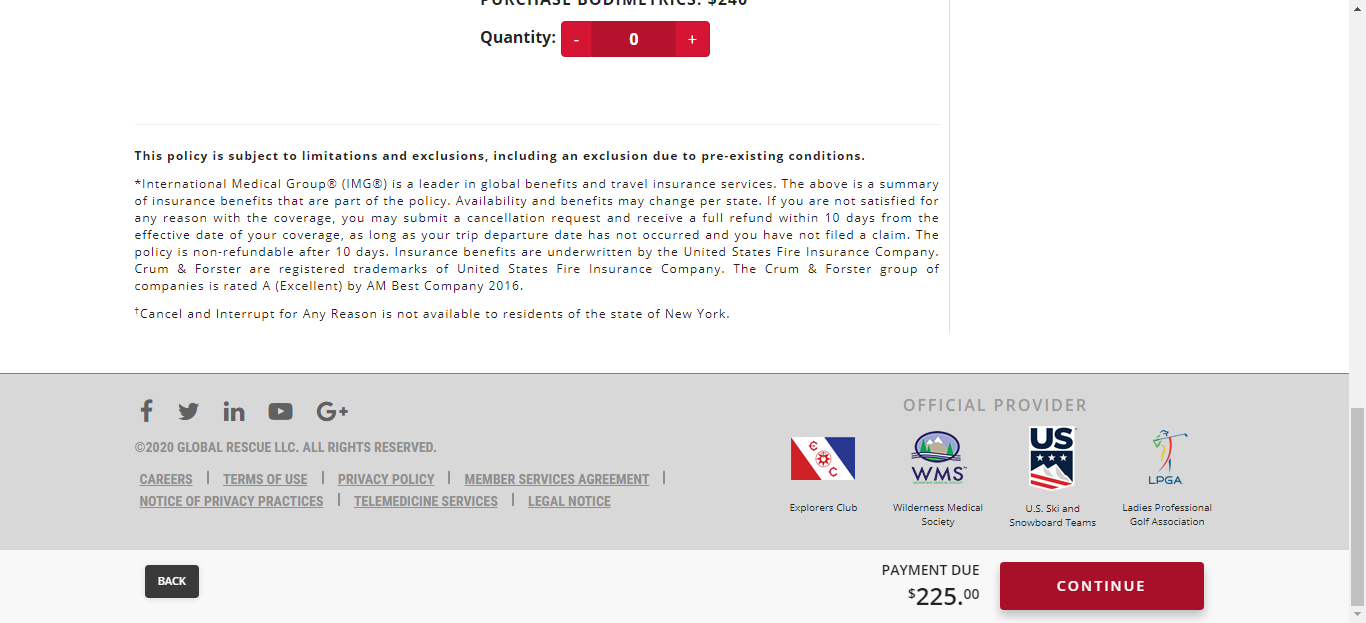 PURCHASE BODIMETRICS: $240
Quantity: - 0 +
This policy is subject to limitations and exclusions, including an exclusion due to pre-existing conditions.
*International Medical Group® (IMG®) is a leader in global benefits and travel insurance services. The above is a summary
of insurance benefits that are part of the policy. Availability and benefits may change per state. If you are not satisfied for
any reason with the coverage, you may submit a cancellation request and receive a full refund within 10 days from the
effective date of your coverage, as long as your trip departure date has not occurred and you have not filed a claim. The
policy is non-refundable after 10 days. Insurance benefits are underwritten by the United States Fire Insurance Company.
Crum & Forster are registered trademarks of United States Fire Insurance Company. The Crum & Forster group of
companies is rated A (Excellent) by AM Best Company 2016.
†Cancel and Interrupt for Any Reason is not available to residents of the state of New York.
OFFICIAL PROVIDER
©2020 GLOBAL RESCUE LLC. ALL RIGHTS RESERVED.
CAREERS | TERMS OF USE | PRIVACY POLICY | MEMBER SERVICES AGREEMENT |
NOTICE OF PRIVACY PRACTICES | TELEMEDICINE SERVICES | LEGAL NOTICE
WMS
US
LPGA
Explorers Club
Wilderness Medical
Society
U.S. Ski and
Snowboard Teams
Ladies Professional
Golf Association
BACK
PAYMENT DUE
$225.00
CONTINUE